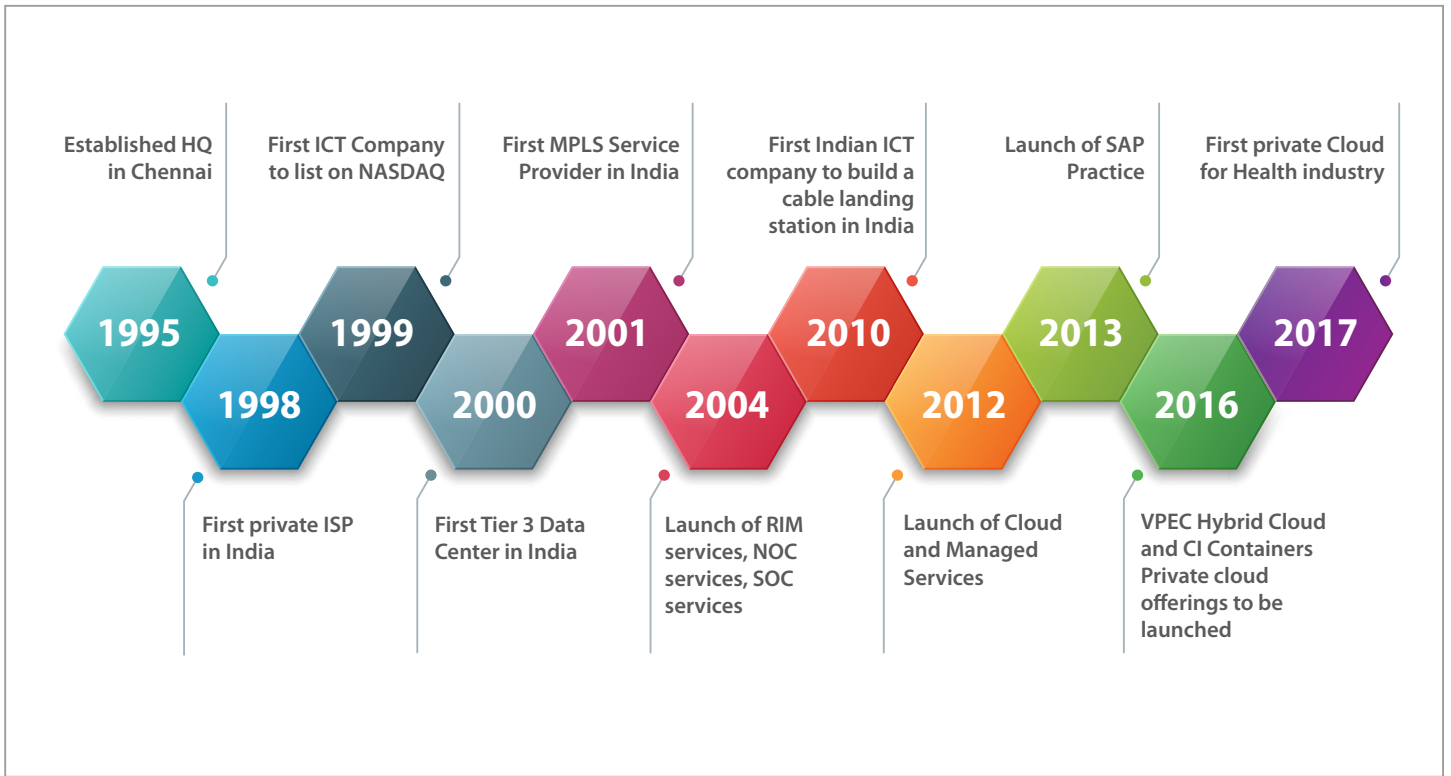 Established HQ
in Chennai
First ICT Company
to list on NASDAQ
First MPLS Service
Provider in India
First Indian ICT
company to build a
cable landing
station in India
Launch of SAP
Practice
First private Cloud
for Health industry
1995
1998
1999
2000
2001
2004
2010
2012
2013
2016
2017
First private ISP
in India
First Tier 3 Data
Center in India
Launch of RIM
services, NOC
services, SOC
services
Launch of Cloud
and Managed
Services
VPEC Hybrid Cloud
and CI Containers
Private cloud
offerings to be
launched